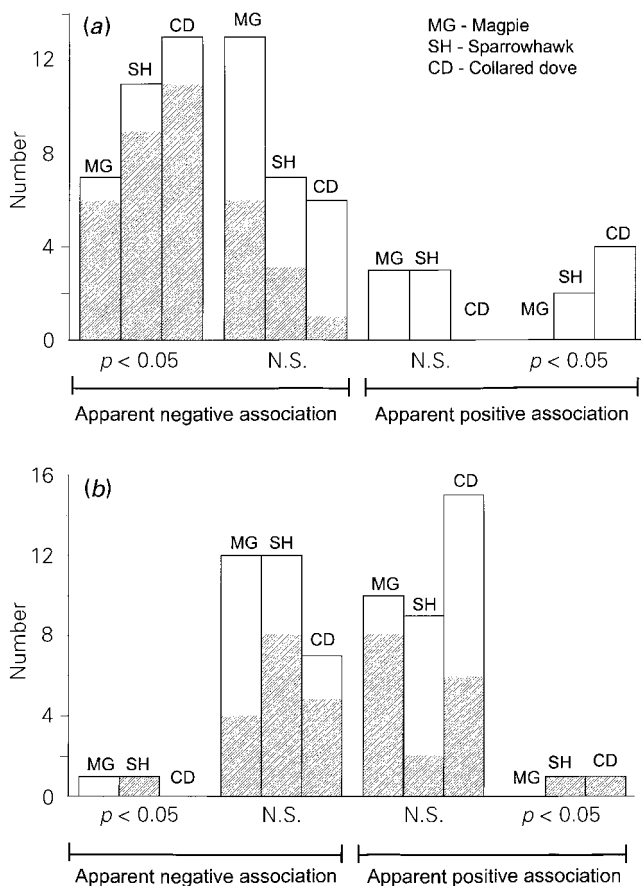 (a)
MG - Magpie
SH - Sparrowhawk
CD - Collared dove
Number
12
8
4
0
MG
SH
CD
MG
SH
CD
MG
SH
CD
MG
SH
CD
p < 0.05
N.S.
N.S.
p < 0.05
Apparent negative association
Apparent positive association
(b)
Number
16
12
8
4
0
MG
SH
CD
MG
SH
CD
MG
SH
CD
MG
SH
CD
p < 0.05
N.S.
N.S.
p < 0.05
Apparent negative association
Apparent positive association